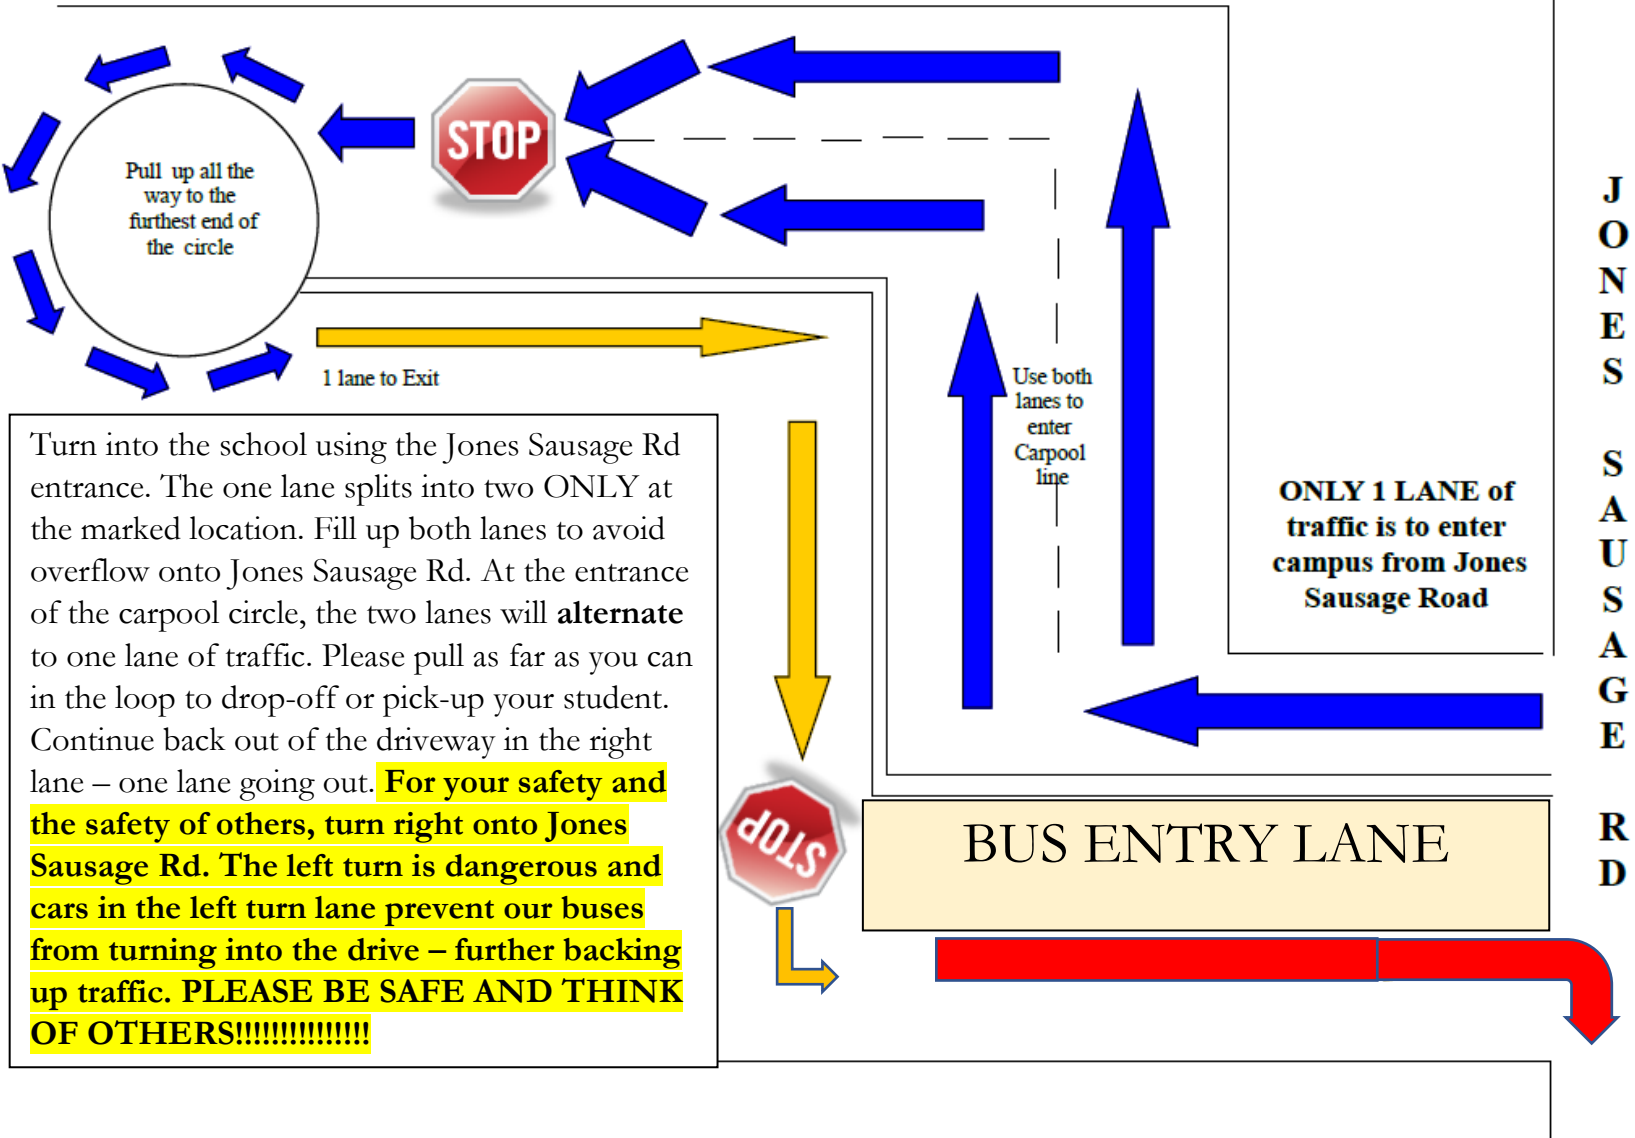 STOP
Pull up all the
way to the
furthest end of
the circle
1 lane to Exit
Use both
lanes to
enter
Carpool
line
ONLY 1 LANE of
traffic is to enter
campus from Jones
Sausage Road
JONES SAUSAGE RD
Turn into the school using the Jones Sausage Rd
entrance. The one lane splits into two ONLY at
the marked location. Fill up both lanes to avoid
overflow onto Jones Sausage Rd. At the entrance
of the carpool circle, the two lanes will alternate
to one lane of traffic. Please pull as far as you can
in the loop to drop-off or pick-up your student.
Continue back out of the driveway in the right
lane – one lane going out. For your safety and
the safety of others, turn right onto Jones
Sausage Rd. The left turn is dangerous and
cars in the left turn lane prevent our buses
from turning into the drive – further backing
up traffic. PLEASE BE SAFE AND THINK
OF OTHERS!!!!!!!!!!!!!!!
STOP
BUS ENTRY LANE